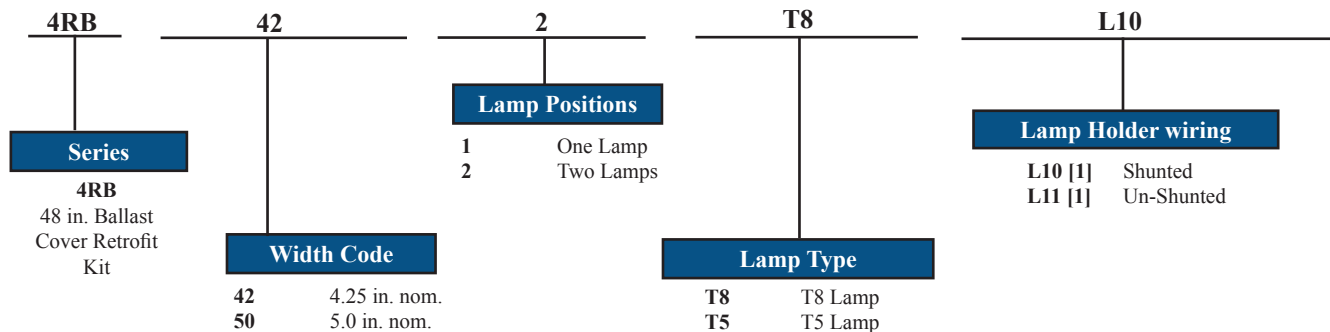 4RB 42 2 T8 L10
Series
4RB
48 in. Ballast
Cover Retrofit
Kit
Width Code
42 4.25 in. nom.
50 5.0 in. nom.
Lamp Positions
1 One Lamp
2 Two Lamps
Lamp Type
T8 T8 Lamp
T5 T5 Lamp
Lamp Holder wiring
L10 [1] Shunted
L11 [1] Un-Shunted